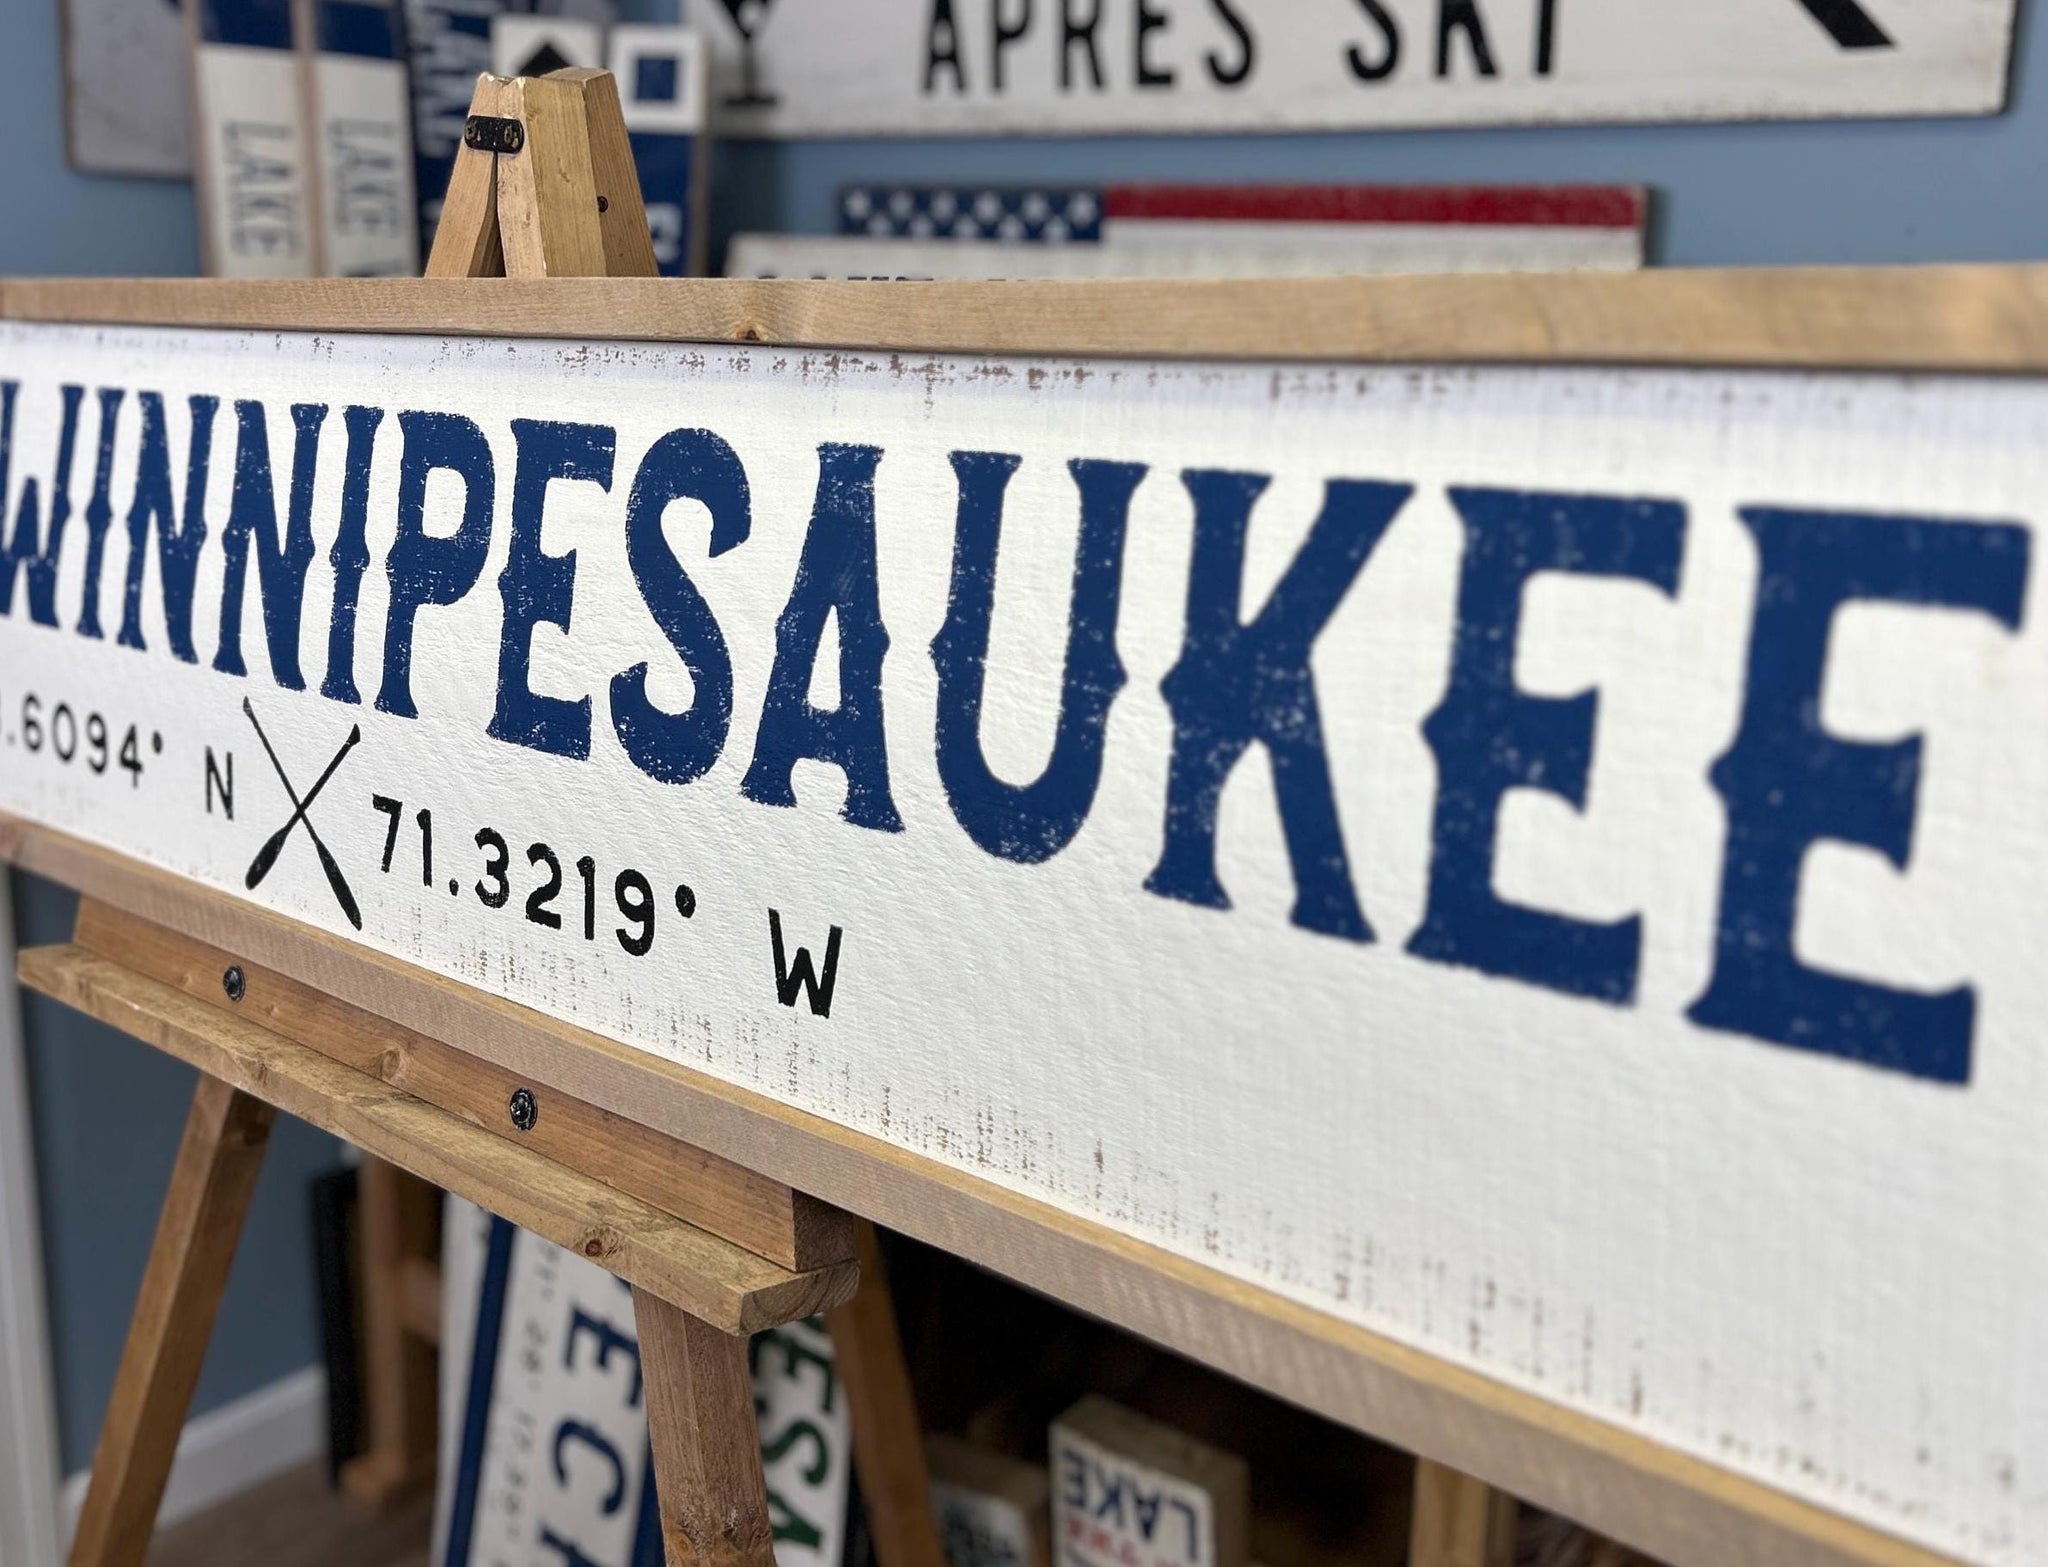 APRES SKI
LAKE
LAKE
WINNIPESAUKEE
.6094° N 71.3219° W
LAKE